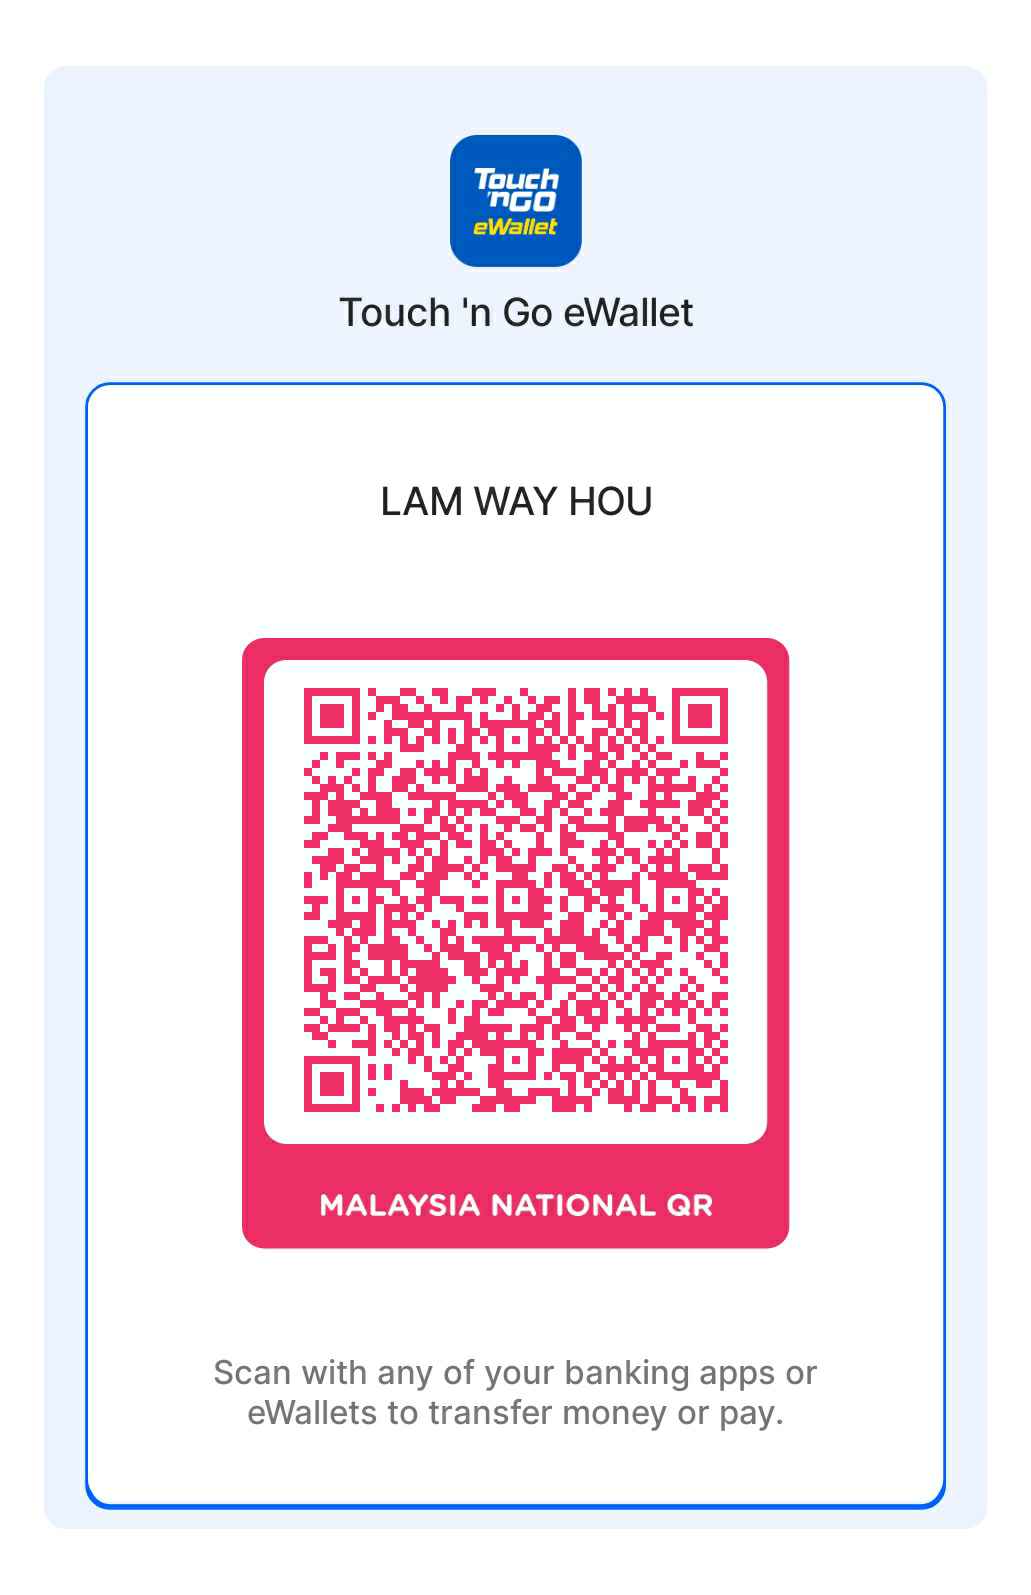 Touch
'nGO
eWallet
Touch 'n Go eWallet
LAM WAY HOU
MALAYSIA NATIONAL QR
Scan with any of your banking apps or
eWallets to transfer money or pay.